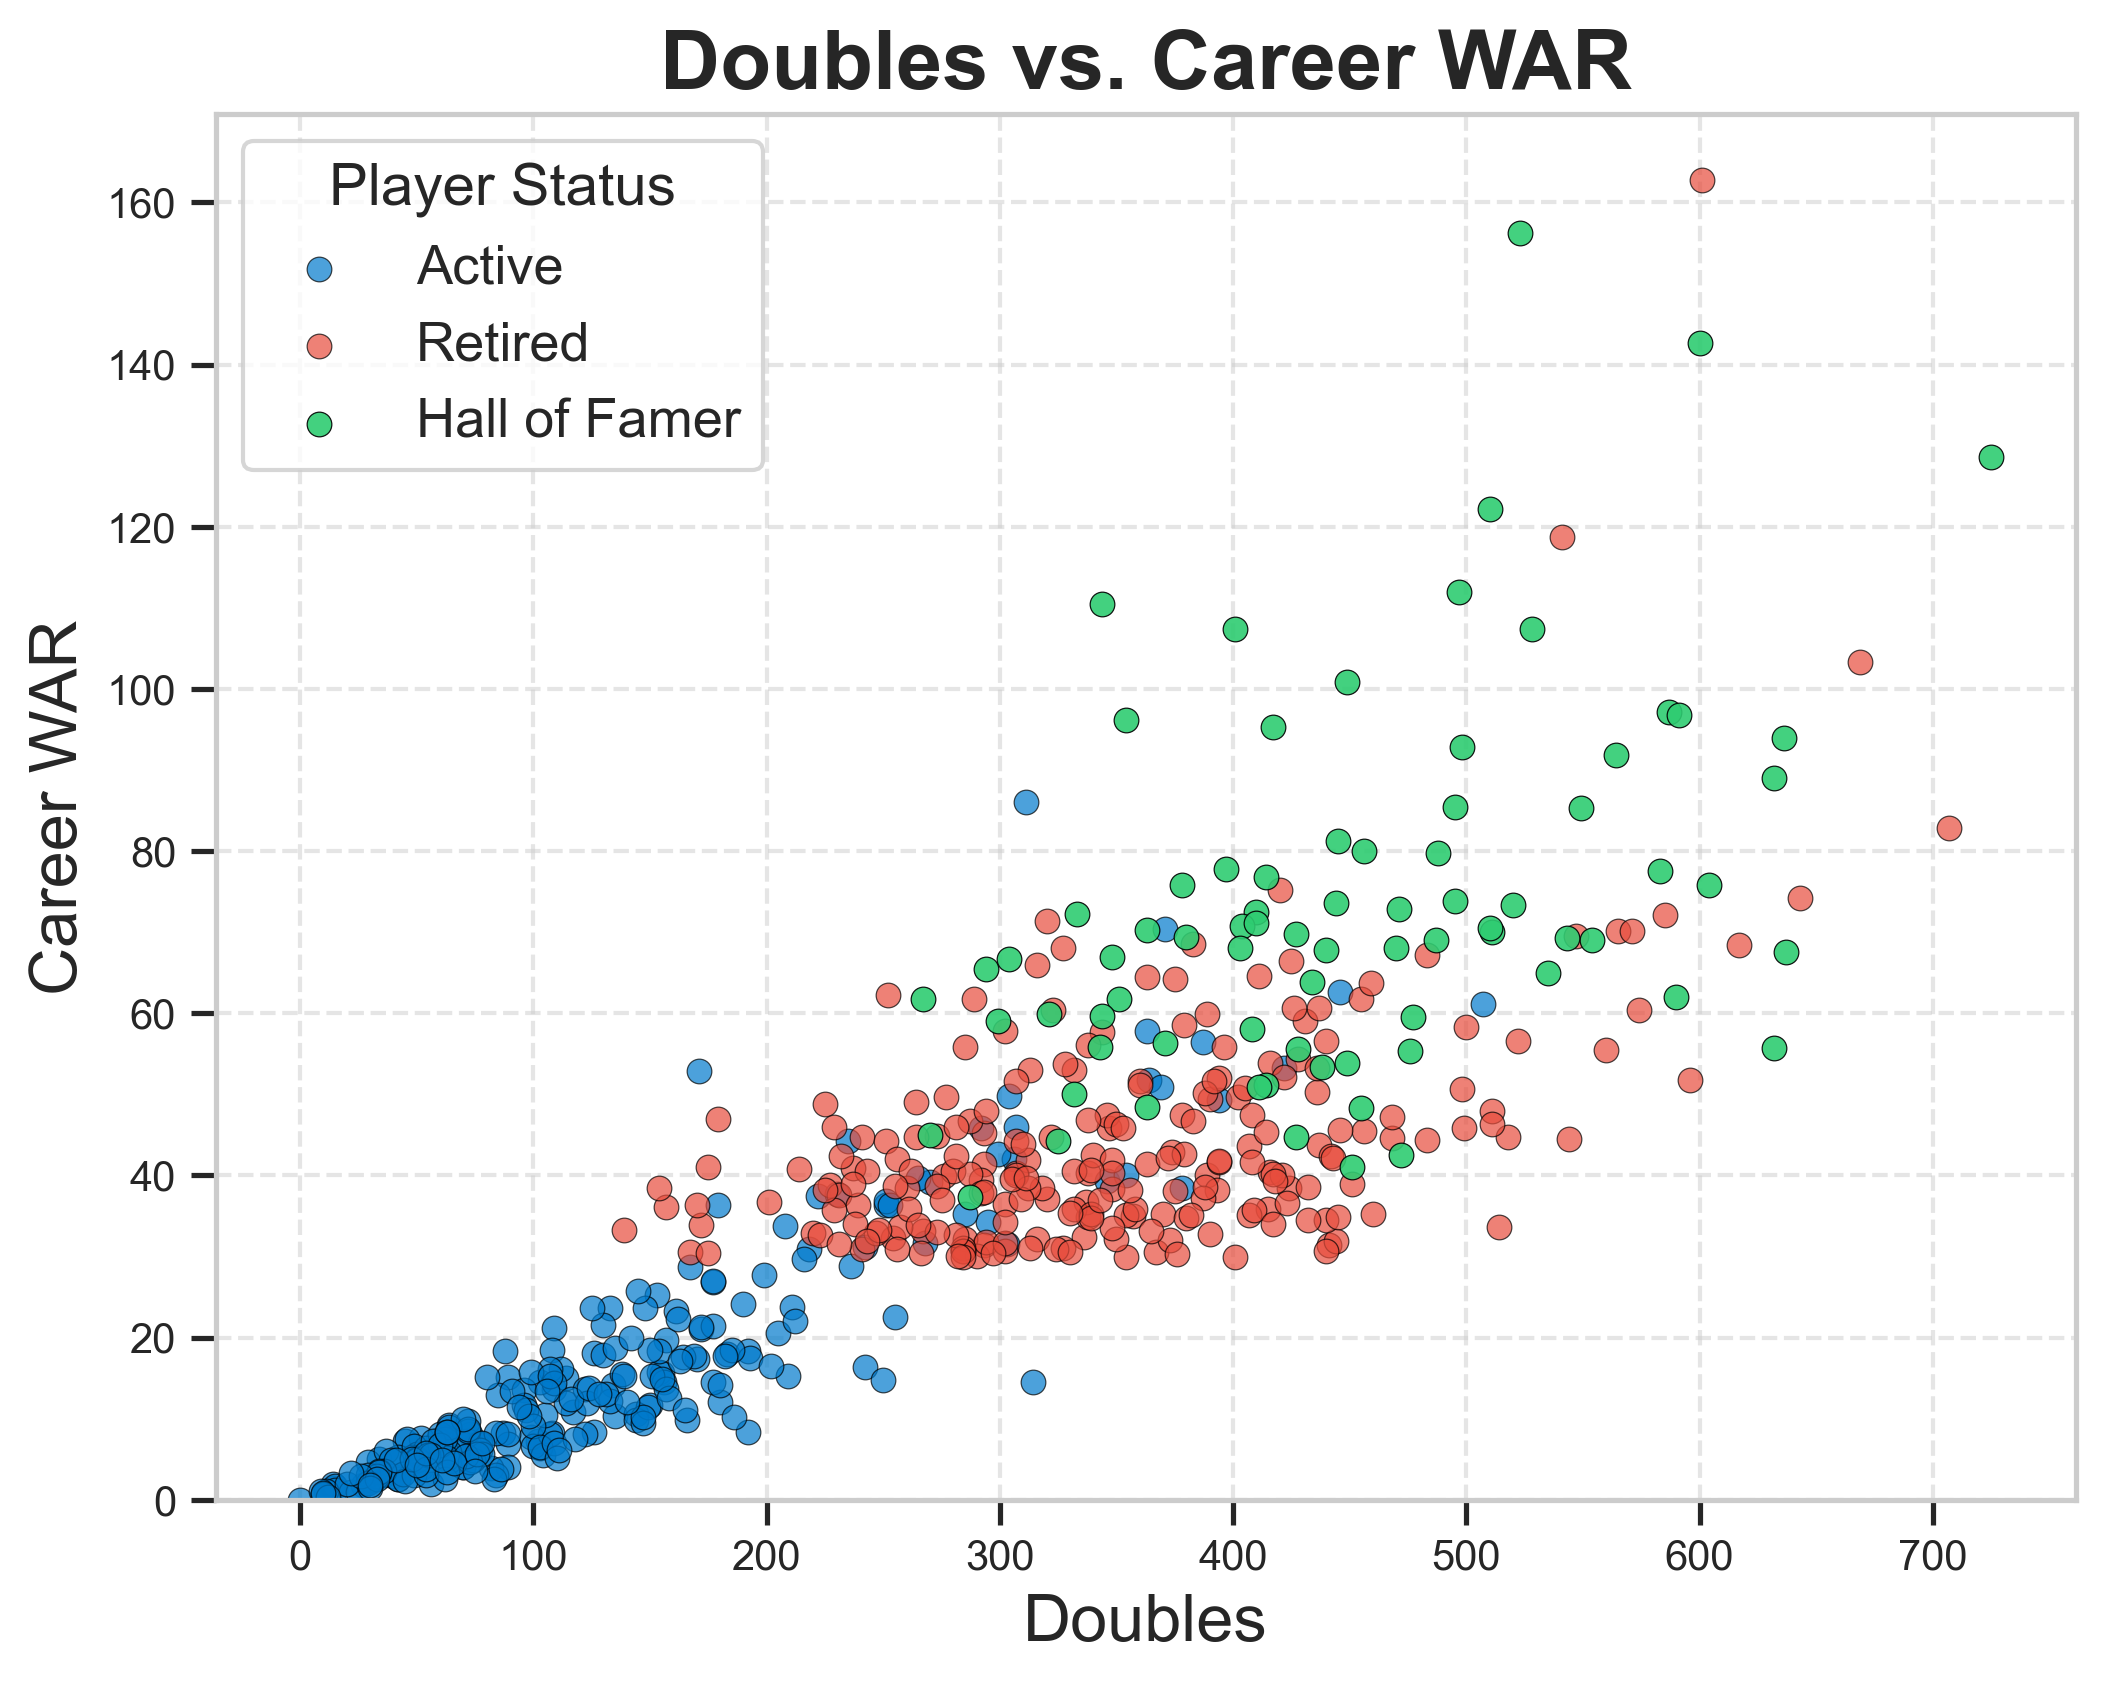 Doubles vs. Career WAR
Player Status
Active
Retired
Hall of Famer
160
140
120
100
80
60
40
20
0
Career WAR
0 100 200 300 400 500 600 700
Doubles